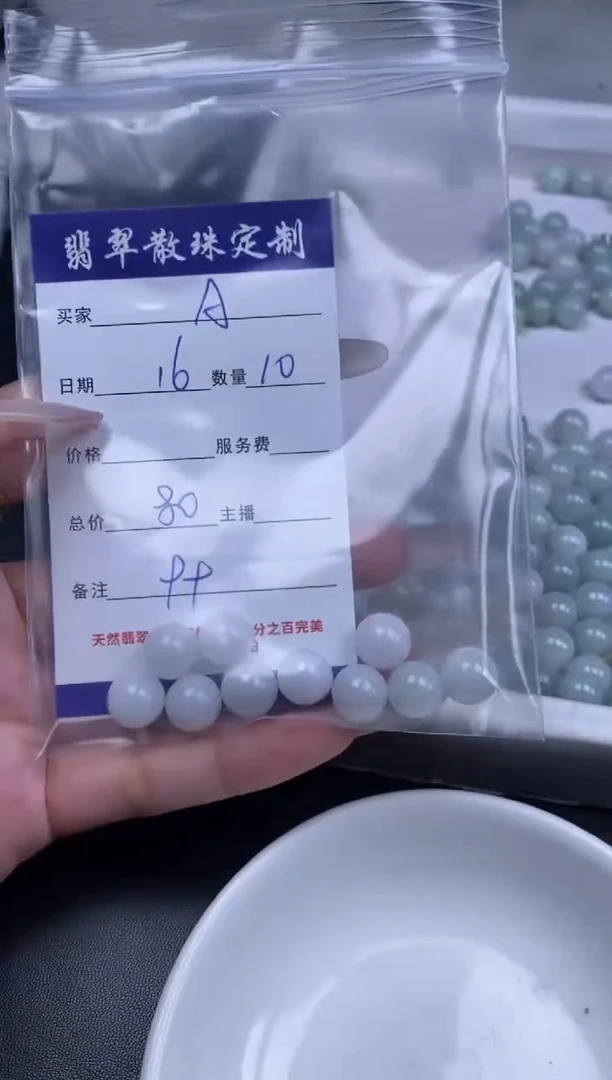 翡翠散珠定制
买家 A
日期 16 数量 10
价格 服务费
总价 80 主播
备注
天然翡翠 分之百完美